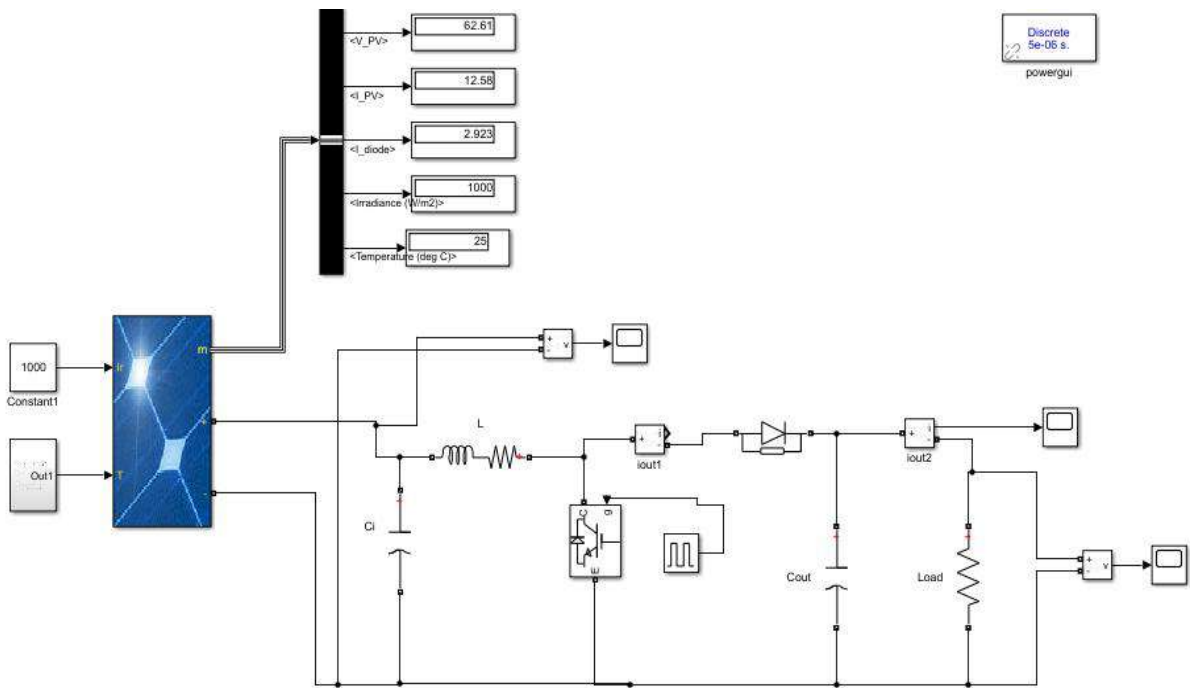 62.61
<V_PV>
12.58
<I_PV>
2.923
<I_diode>
1000
<Irradiance (W/m2)>
25
<Temperature (deg C)>
Discrete
5e-06 s.
powergui
1000
Constant1
Ir
m
+
Out1
T
-
+
-
v
L
+
i
-
iout1
+
i
-
iout2
Ci
C
g
E
Cout
Load
+
-
v